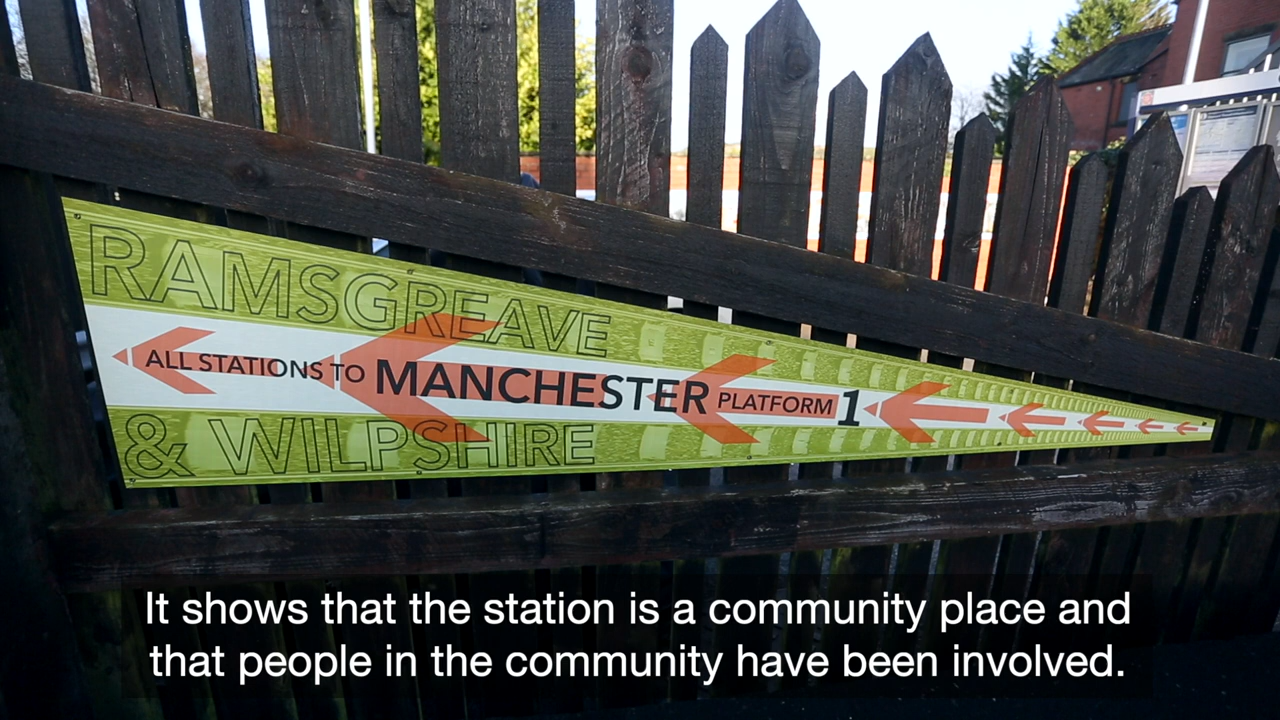 RAMSGREAVE
ALL STATIONS TO MANCHESTER PLATFORM 1
& WILPSHIRE
It shows that the station is a community place and
that people in the community have been involved.